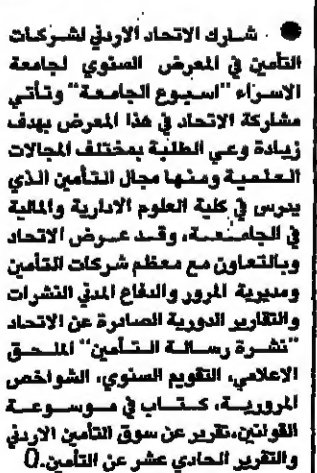 ● شارك الاتحاد الاردني لشركات
التأمين في المعرض السنوي لجامعة
الاسراء "اسبوع الجامعة" وتأتي
مشاركة الاتحاد في هذا المعرض بهدف
زيادة وعي الطلبة بمختلف المجالات
العلمية ومنها مجال التأمين الذي
يدرس في كلية العلوم الادارية والمالية
في الجامعة، وقد عرض الاتحاد
وبالتعاون مع معظم شركات التأمين
ومديرية المرور والدفاع المدني النشرات
والتقارير الدورية الصادرة عن الاتحاد
"نشرة رسالة التأمين" الملحق
الاعلامي، التقويم السنوي، الشواخص
المرورية، كتاب في موسوعة
القوانين، تقرير عن سوق التأمين الاردني
والتقرير الحادي عشر عن التأمين.